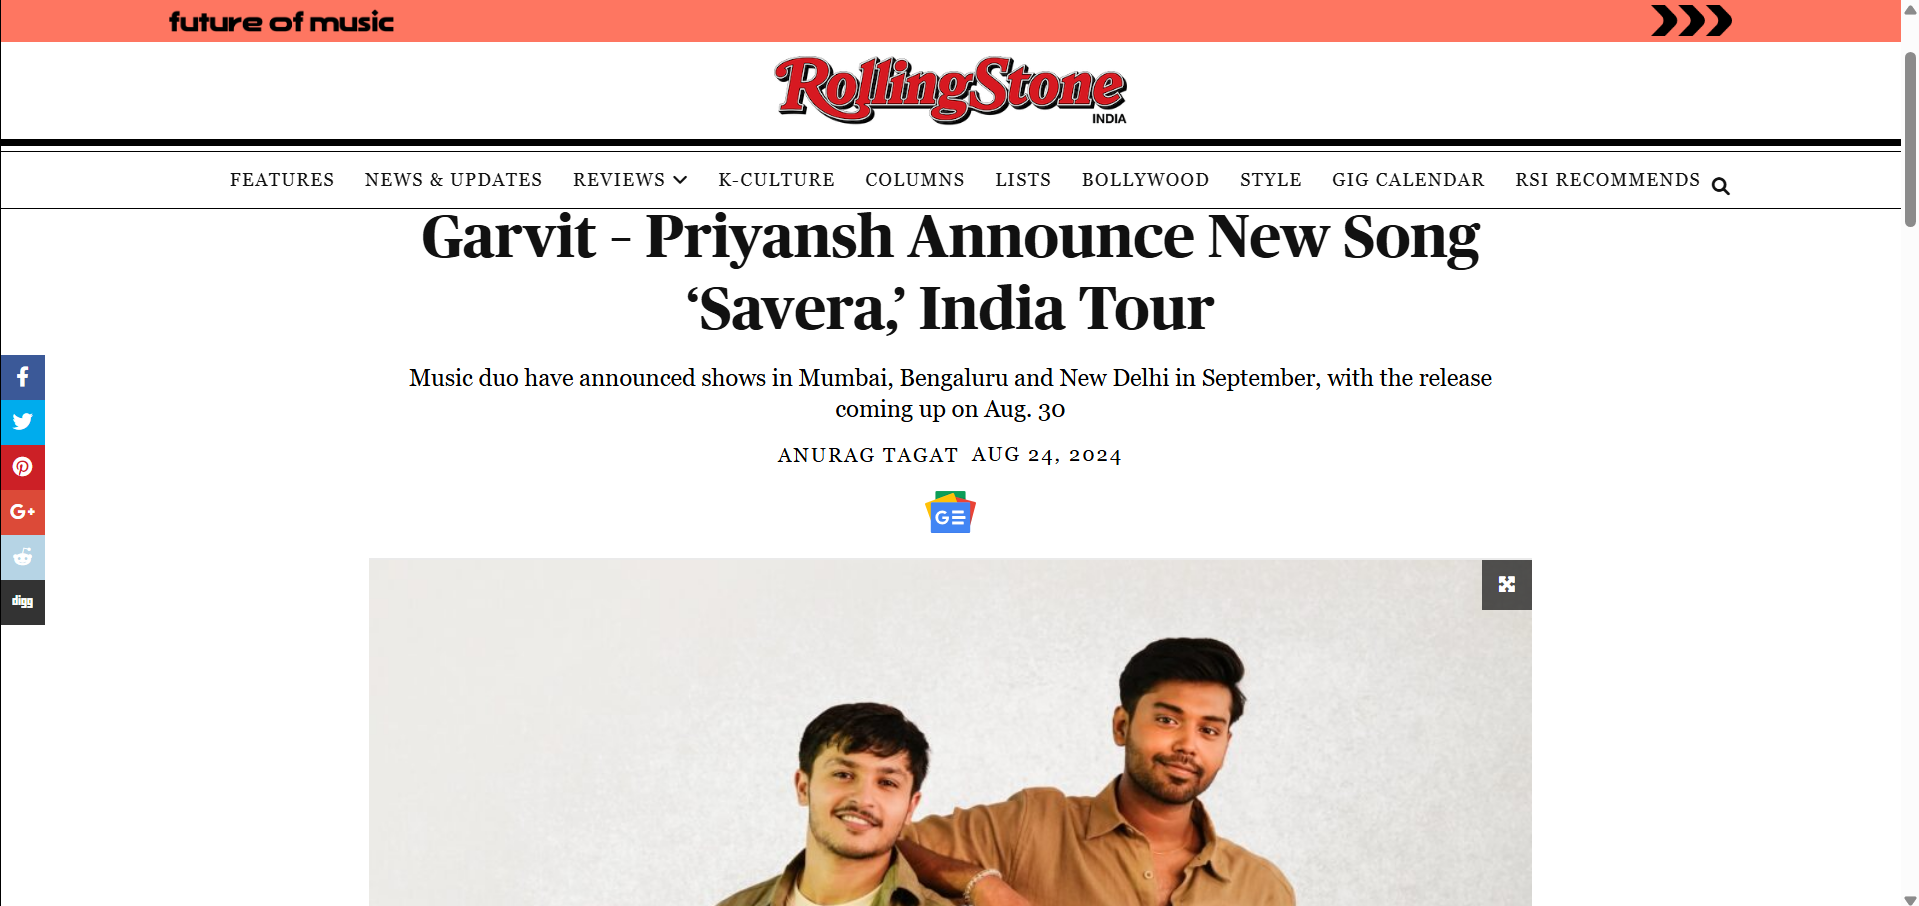 future of music
RollingStone
INDIA
FEATURES NEWS & UPDATES REVIEWS K-CULTURE COLUMNS LISTS BOLLYWOOD STYLE GIG CALENDAR RSI RECOMMENDS
Garvit – Priyansh Announce New Song
‘Savera,’ India Tour
Music duo have announced shows in Mumbai, Bengaluru and New Delhi in September, with the release
coming up on Aug. 30
ANURAG TAGAT AUG 24, 2024
G+
digg